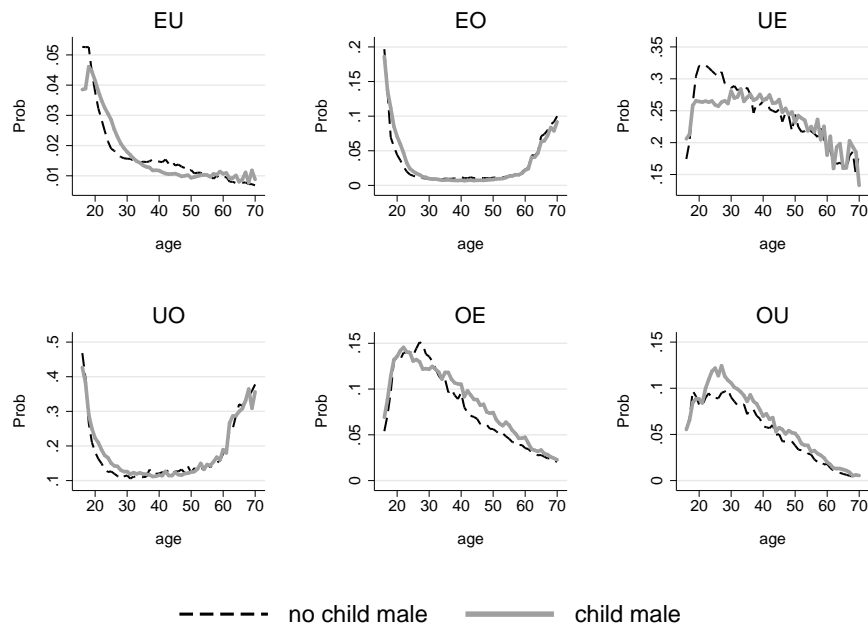 EU
EO
UE
Prob
.01 .02 .03 .04 .05
20 30 40 50 60 70
age
Prob
0 .05 .1 .15 .2
20 30 40 50 60 70
age
Prob
.15 .2 .25 .3 .35
20 30 40 50 60 70
age
UO
OE
OU
Prob
.1 .2 .3 .4 .5
20 30 40 50 60 70
age
Prob
0 .05 .1 .15
20 30 40 50 60 70
age
Prob
0 .05 .1 .15
20 30 40 50 60 70
age
no child male
child male